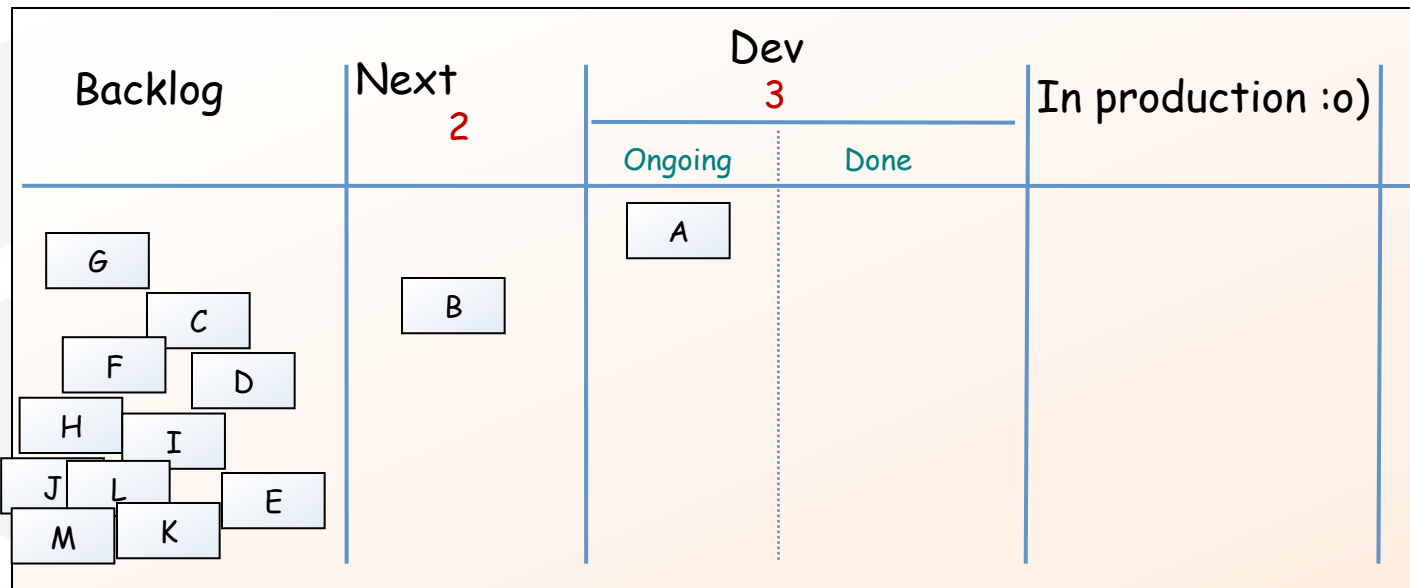 Backlog
Next
2
Dev
3
In production :o)
Ongoing
Done
G
C
F
D
H
I
J
L
E
M
K
B
A